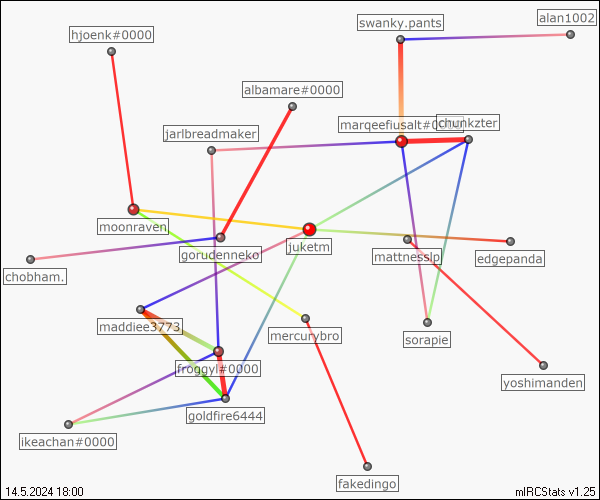 alan1002
swanky.pants
hjoenk#0000
albamare#0000
marqeefiusalt#0000
chunkzter
jarlbreadmaker
moonraven
juketm
gorudenneko
mattnesslp
edgepanda
chobham.
maddiee3773
mercurybro
sorapie
froggyl#0000
yoshimanden
goldfire6444
ikeachan#0000
fakedingo
14.5.2024 18:00
mIRCStats v1.25